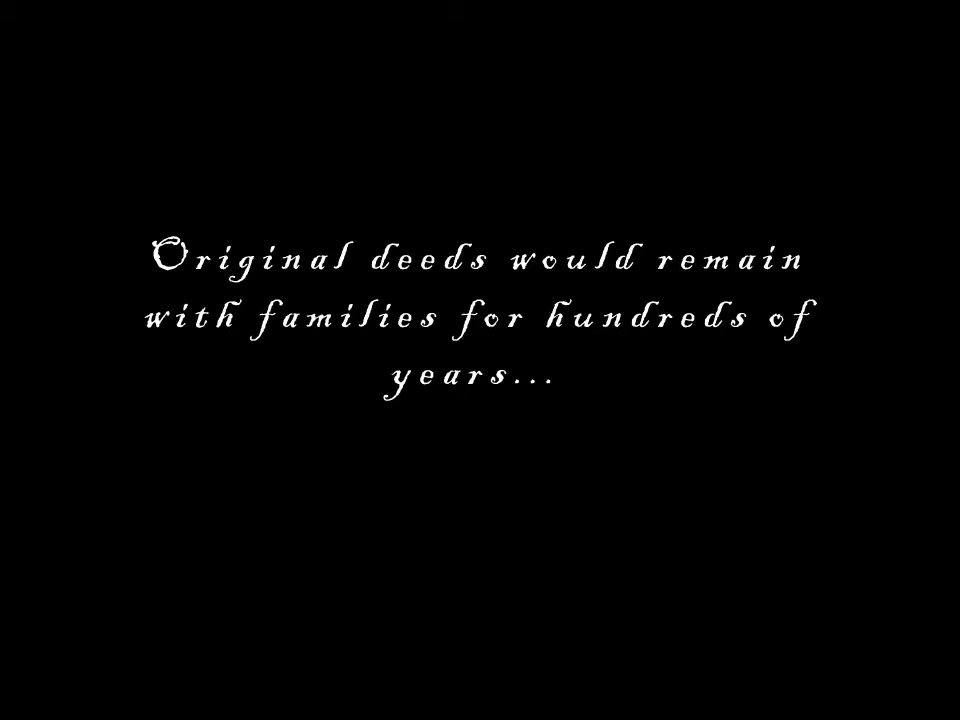 Original deeds would remain
with families for hundreds of
years...